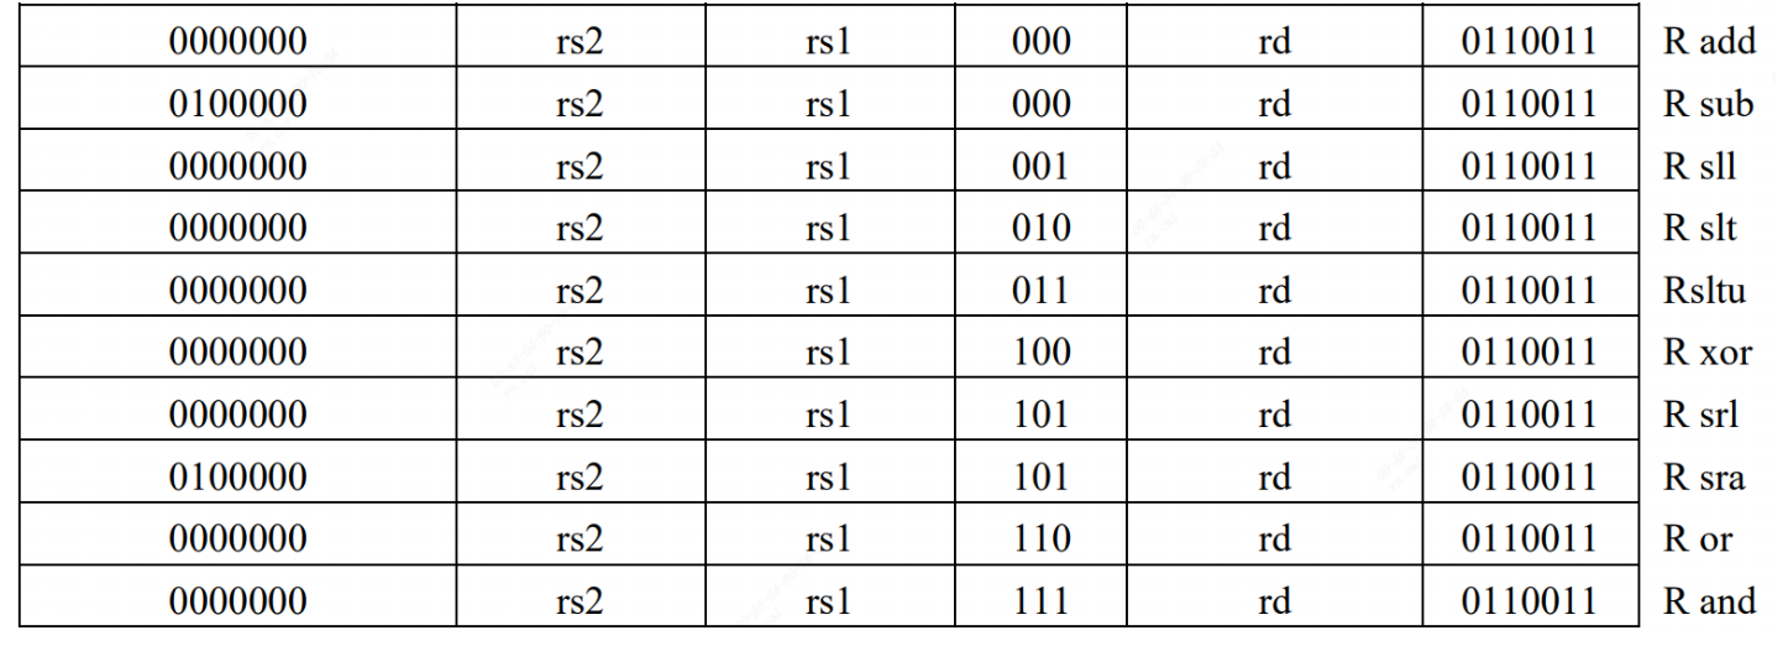 0000000 rs2 rs1 000 rd 0110011 R add
0100000 rs2 rs1 000 rd 0110011 R sub
0000000 rs2 rs1 001 rd 0110011 R sll
0000000 rs2 rs1 010 rd 0110011 R slt
0000000 rs2 rs1 011 rd 0110011 Rsltu
0000000 rs2 rs1 100 rd 0110011 R xor
0000000 rs2 rs1 101 rd 0110011 R srl
0100000 rs2 rs1 101 rd 0110011 R sra
0000000 rs2 rs1 110 rd 0110011 R or
0000000 rs2 rs1 111 rd 0110011 R and